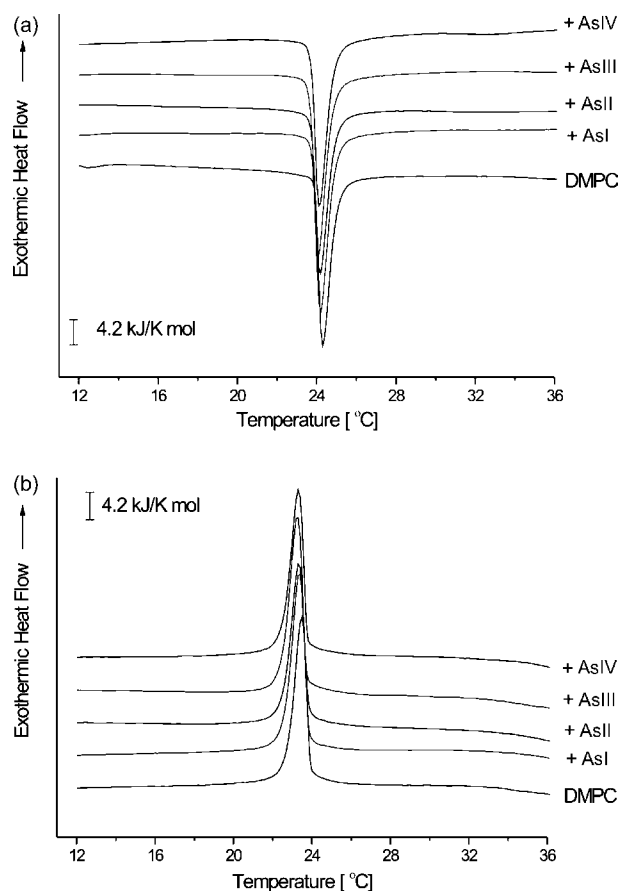 (a)
Exothermic Heat Flow →
+ AsIV
+ AsIII
+ AsII
+ AsI
DMPC
4.2 kJ/K mol
12 16 20 24 28 32 36
Temperature [ °C]
(b)
Exothermic Heat Flow →
4.2 kJ/K mol
+ AsIV
+ AsIII
+ AsII
+ AsI
DMPC
12 16 20 24 28 32 36
Temperature [ °C]